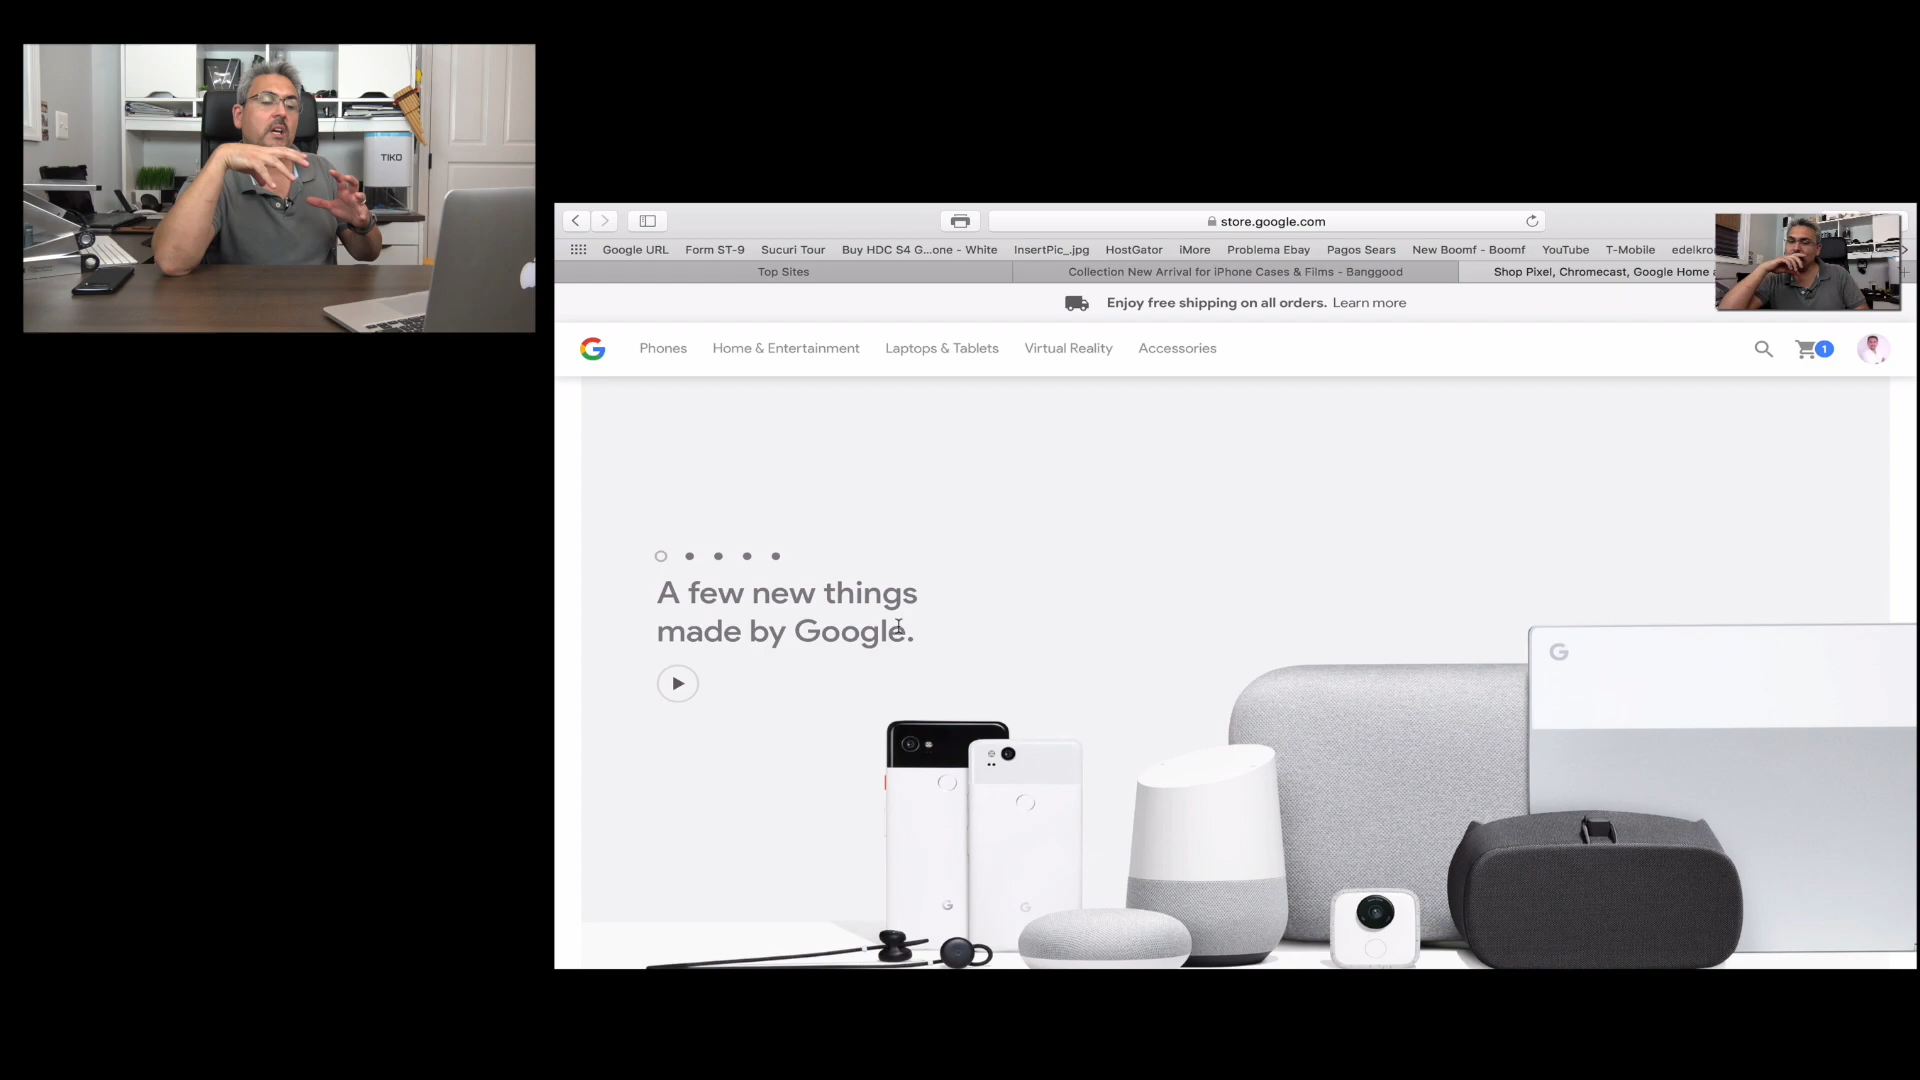 TIKO
store.google.com
Google URL Form ST-9 Sucuri Tour Buy HDC S4 G...one - White InsertPic_.jpg HostGator iMore Problema Ebay Pagos Sears New Boomf - Boomf YouTube T-Mobile edelkro
Top Sites Collection New Arrival for iPhone Cases & Films - Banggood Shop Pixel, Chromecast, Google Home a
Enjoy free shipping on all orders. Learn more
G Phones Home & Entertainment Laptops & Tablets Virtual Reality Accessories 1
A few new things
made by Google.
G
G G